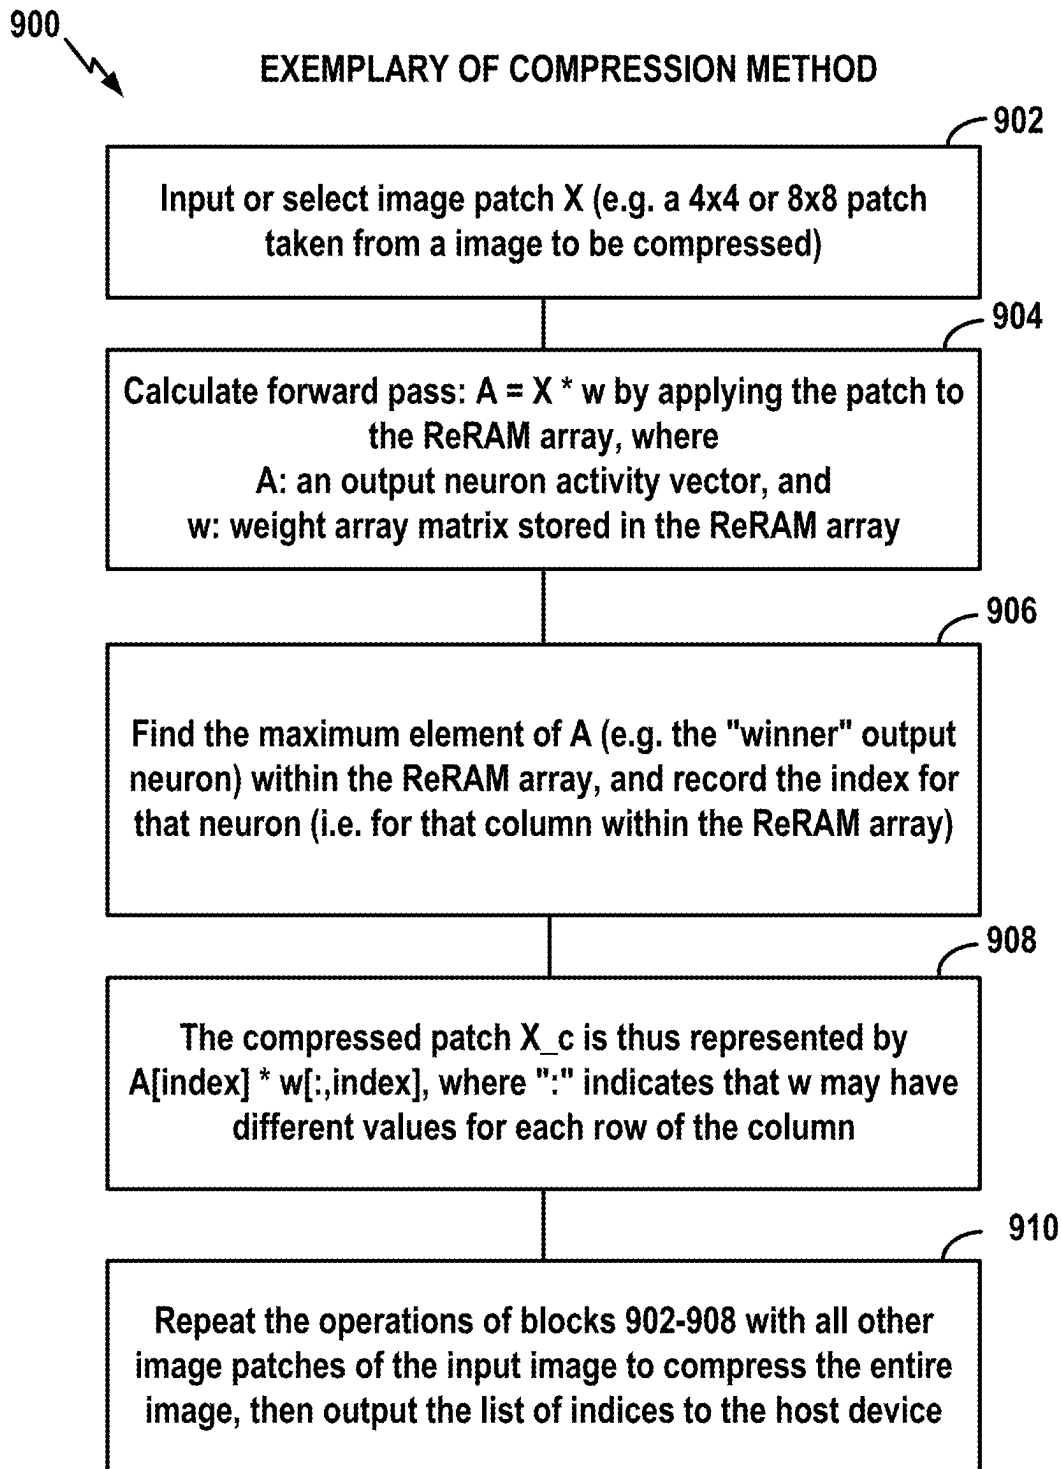 900
EXEMPLARY OF COMPRESSION METHOD
902
Input or select image patch X (e.g. a 4x4 or 8x8 patch
taken from a image to be compressed)
904
Calculate forward pass: A = X * w by applying the patch to
the ReRAM array, where
A: an output neuron activity vector, and
w: weight array matrix stored in the ReRAM array
906
Find the maximum element of A (e.g. the "winner" output
neuron) within the ReRAM array, and record the index for
that neuron (i.e. for that column within the ReRAM array)
908
The compressed patch X_c is thus represented by
A[index] * w[:,index], where ":" indicates that w may have
different values for each row of the column
910
Repeat the operations of blocks 902-908 with all other
image patches of the input image to compress the entire
image, then output the list of indices to the host device